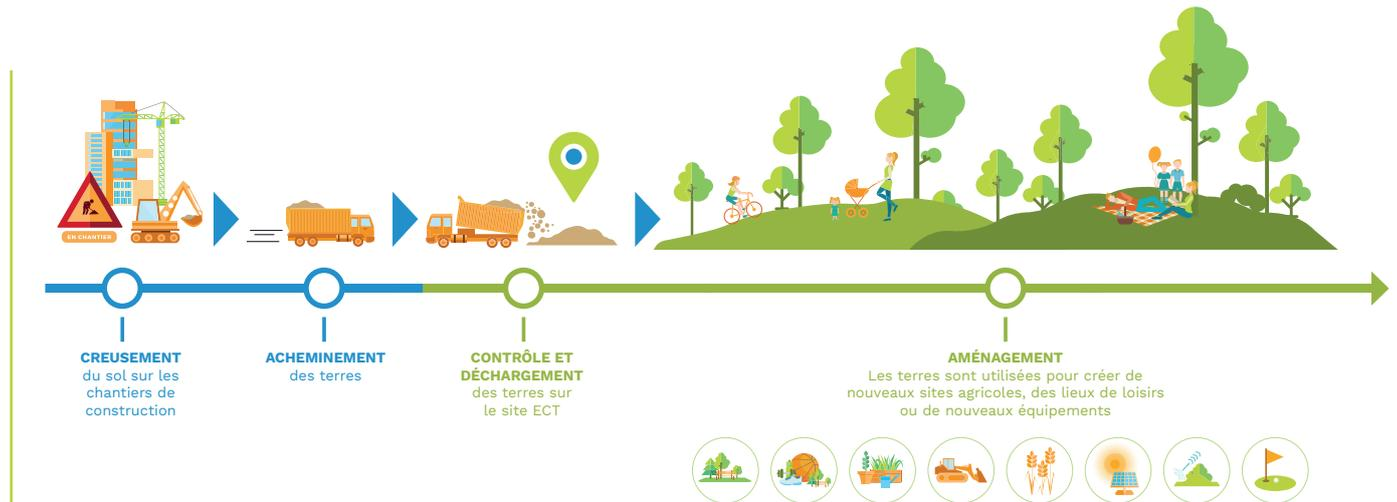 EN CHANTIER
CREUSEMENT
du sol sur les
chantiers de
construction
ACHEMINEMENT
des terres
CONTRÔLE ET
DÉCHARGEMENT
des terres sur
le site ECT
AMÉNAGEMENT
Les terres sont utilisées pour créer de
nouveaux sites agricoles, des lieux de loisirs
ou de nouveaux équipements